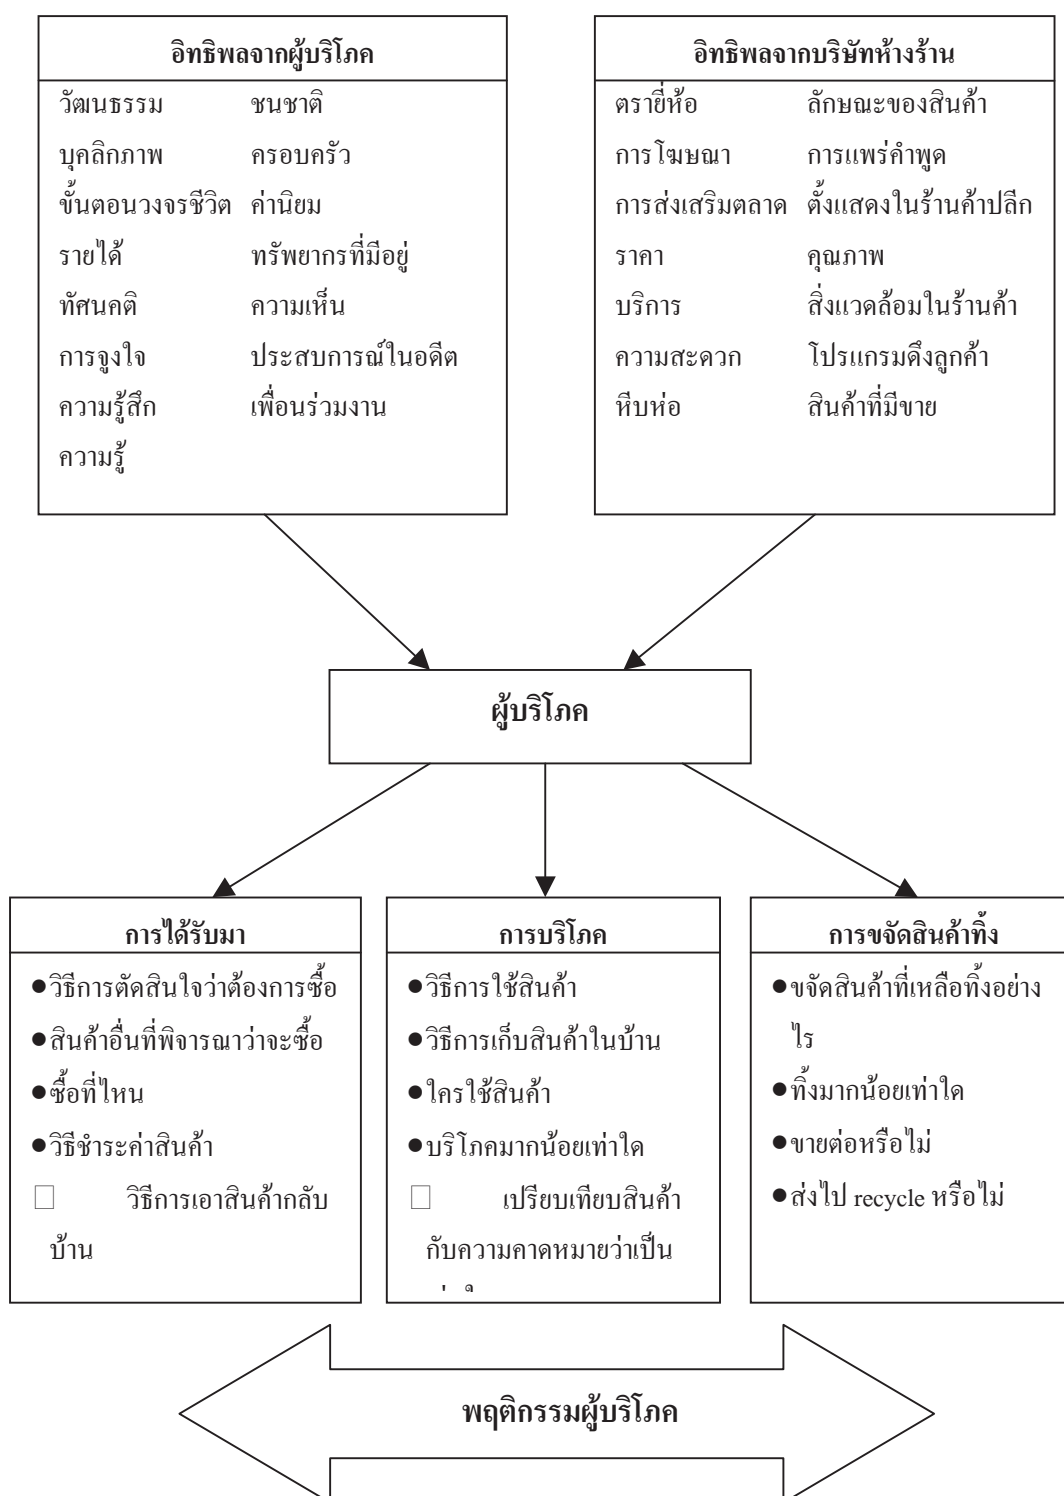 อิทธิพลจากผู้บริโภค
วัฒนธรรม ชนชาติ
บุคลิกภาพ ครอบครัว
ขั้นตอนวงจรชีวิต ค่านิยม
รายได้ ทรัพยากรที่มีอยู่
ทัศนคติ ความเห็น
การจูงใจ ประสบการณ์ในอดีต
ความรู้สึก เพื่อนร่วมงาน
ความรู้
อิทธิพลจากบริษัทห้างร้าน
ตรายี่ห้อ ลักษณะของสินค้า
การโฆษณา การแพร่คำพูด
การส่งเสริมตลาด ตั้งแสดงในร้านค้าปลีก
ราคา คุณภาพ
บริการ สิ่งแวดล้อมในร้านค้า
ความสะดวก โปรแกรมดึงลูกค้า
หีบห่อ สินค้าที่มีขาย
ผู้บริโภค
การได้รับมา
●วิธีการตัดสินใจว่าต้องการซื้อ
●สินค้าอื่นที่พิจารณาว่าจะซื้อ
●ซื้อที่ไหน
●วิธีชำระค่าสินค้า
□ วิธีการเอาสินค้ากลับ
บ้าน
การบริโภค
●วิธีการใช้สินค้า
●วิธีการเก็บสินค้าในบ้าน
●ใครใช้สินค้า
●บริโภคมากน้อยเท่าใด
□ เปรียบเทียบสินค้า
กับความคาดหมายว่าเป็น
การขจัดสินค้าทิ้ง
●ขจัดสินค้าที่เหลือทิ้งอย่าง
ไร
●ทิ้งมากน้อยเท่าใด
●ขายต่อหรือไม่
●ส่งไป recycle หรือไม่
พฤติกรรมผู้บริโภค